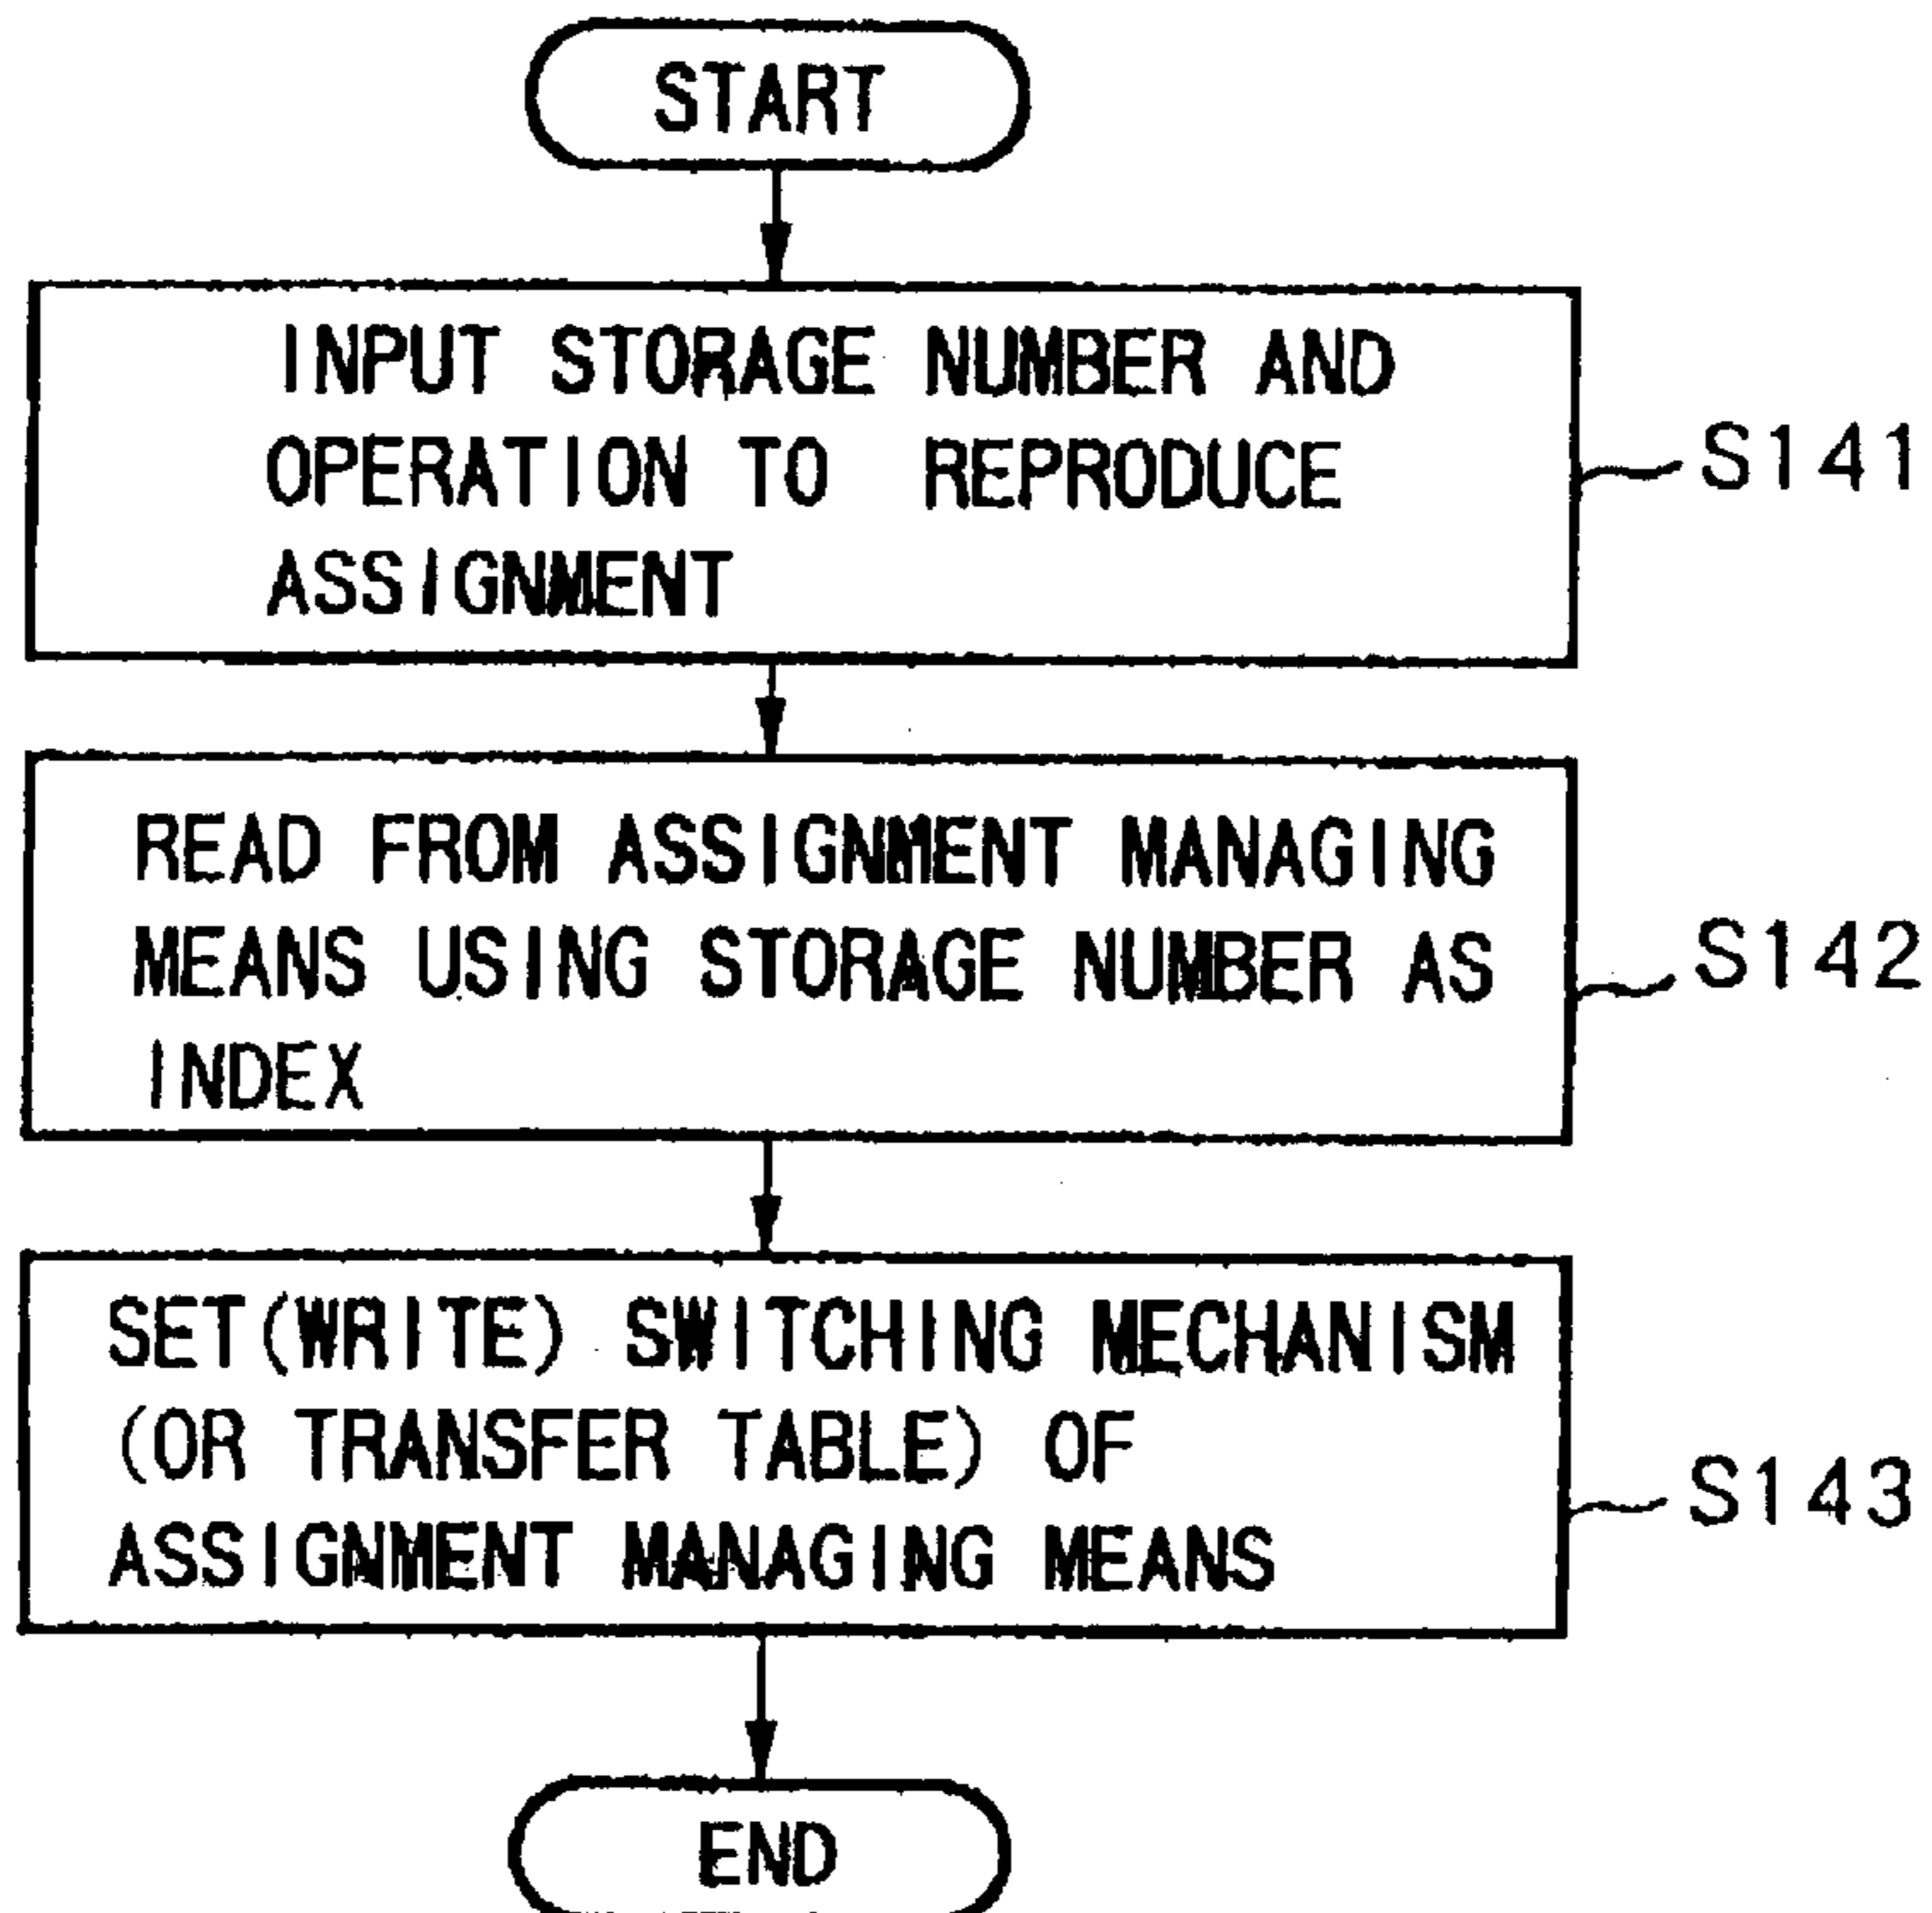 START
INPUT STORAGE NUMBER AND
OPERATION TO REPRODUCE
ASSIGNMENT
S141
READ FROM ASSIGNMENT MANAGING
MEANS USING STORAGE NUMBER AS
INDEX
S142
SET(WRITE) SWITCHING MECHANISM
(OR TRANSFER TABLE) OF
ASSIGNMENT MANAGING MEANS
S143
END